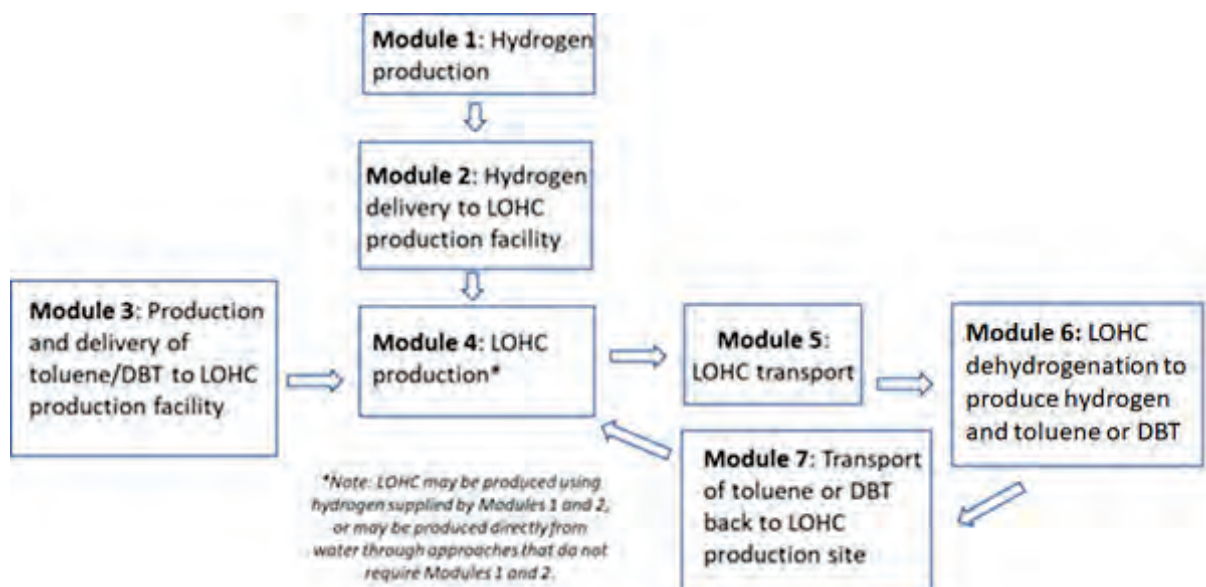 Module 1: Hydrogen
production
Module 2: Hydrogen
delivery to LOHC
production facility
Module 3: Production
and delivery of
toluene/DBT to LOHC
production facility
Module 4: LOHC
production*
*Note: LOHC may be produced using
hydrogen supplied by Modules 1 and 2,
or may be produced directly from
water through approaches that do not
require Modules 1 and 2.
Module 5:
LOHC transport
Module 6: LOHC
dehydrogenation to
produce hydrogen
and toluene or DBT
Module 7: Transport
of toluene or DBT
back to LOHC
production site